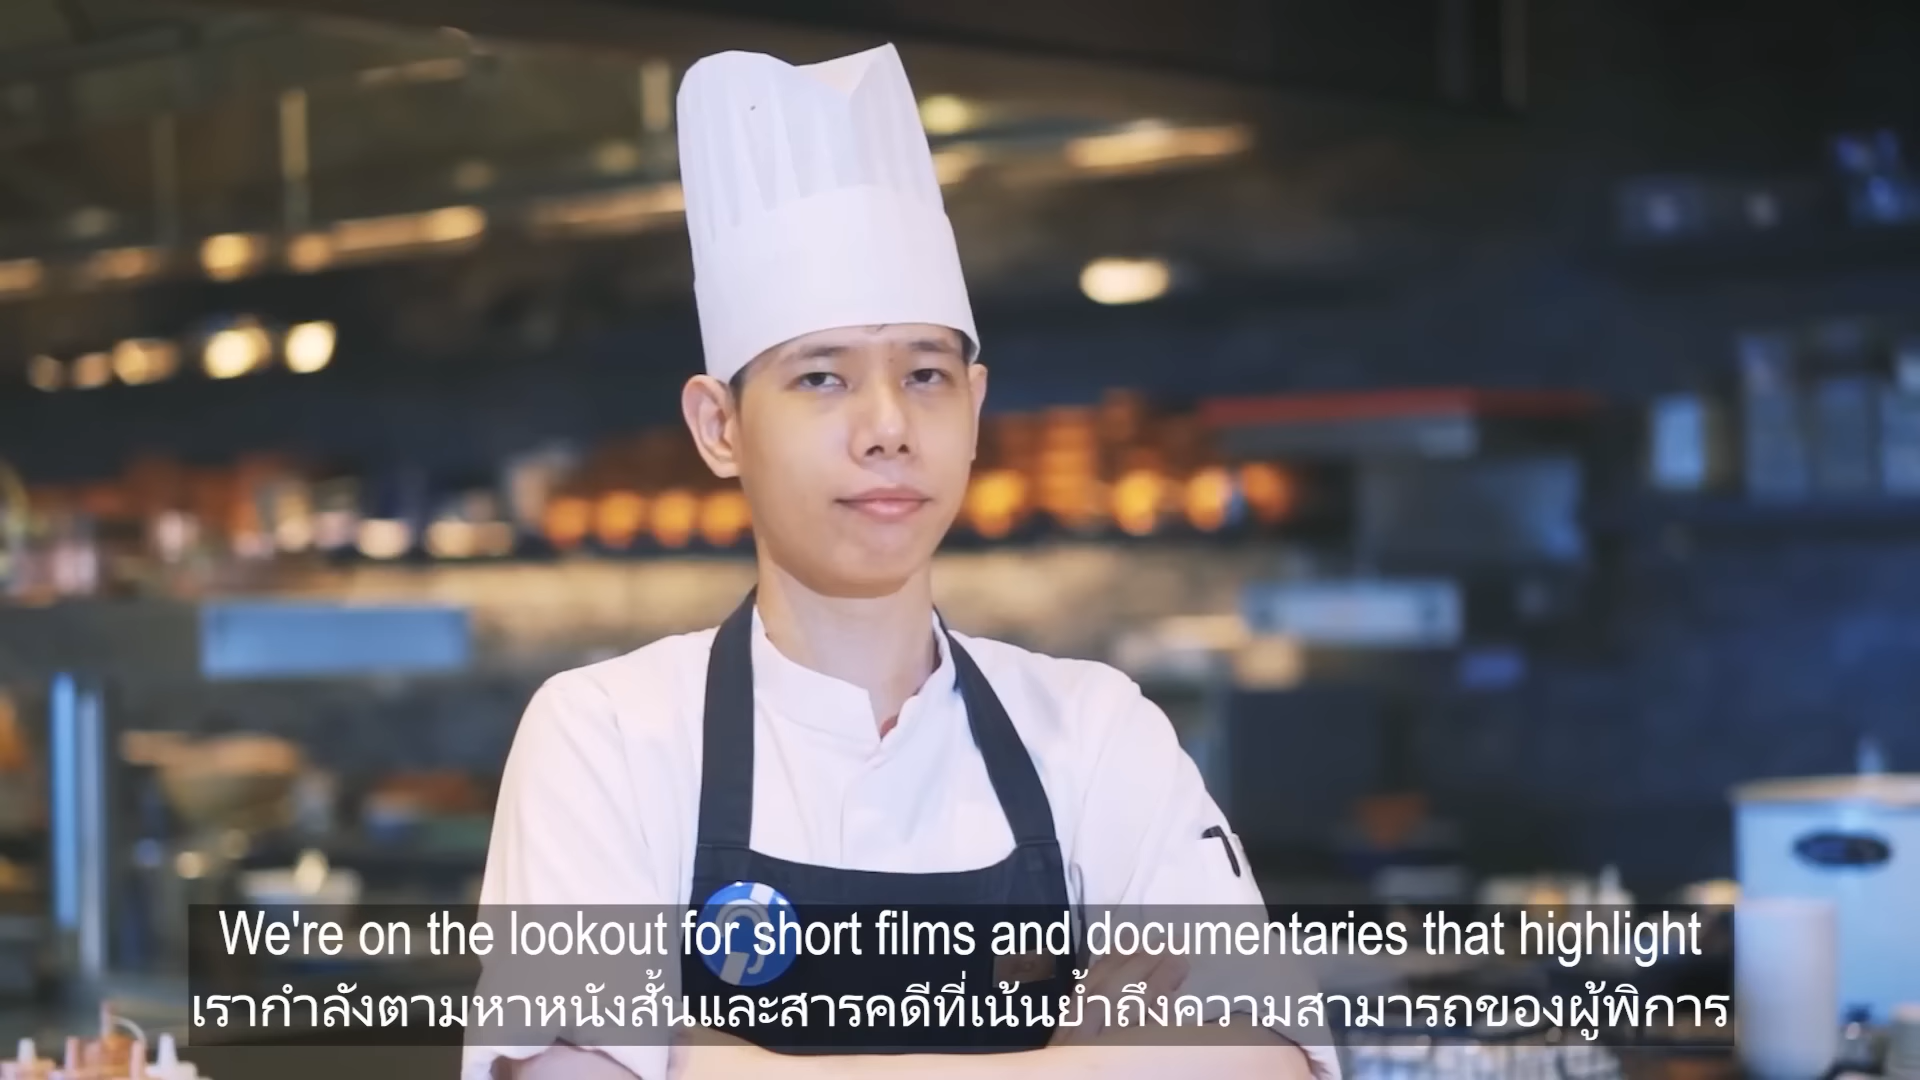 We're on the lookout for short films and documentaries that highlight
เรากำลังตามหาหนังสั้นและสารคดีที่เน้นย้ำถึงความสามารถของผู้พิการ